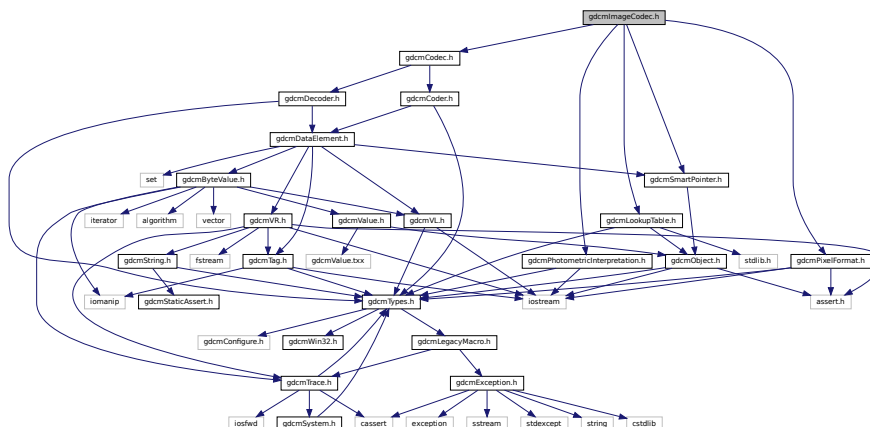 gdcmImageCodec.h
gdcmCodec.h
gdcmDecoder.h
gdcmCoder.h
gdcmDataElement.h
set
gdcmByteValue.h
gdcmSmartPointer.h
iterator
algorithm
vector
gdcmVR.h
gdcmValue.h
gdcmVL.h
gdcmLookupTable.h
gdcmString.h
fstream
gdcmTag.h
gdcmValue.txx
gdcmPhotometricInterpretation.h
gdcmObject.h
stdlib.h
gdcmPixelFormat.h
iomanip
gdcmStaticAssert.h
gdcmTypes.h
iostream
assert.h
gdcmConfigure.h
gdcmWin32.h
gdcmLegacyMacro.h
gdcmTrace.h
gdcmException.h
iosfwd
gdcmSystem.h
cassert
exception
sstream
stdexcept
string
cstdlib